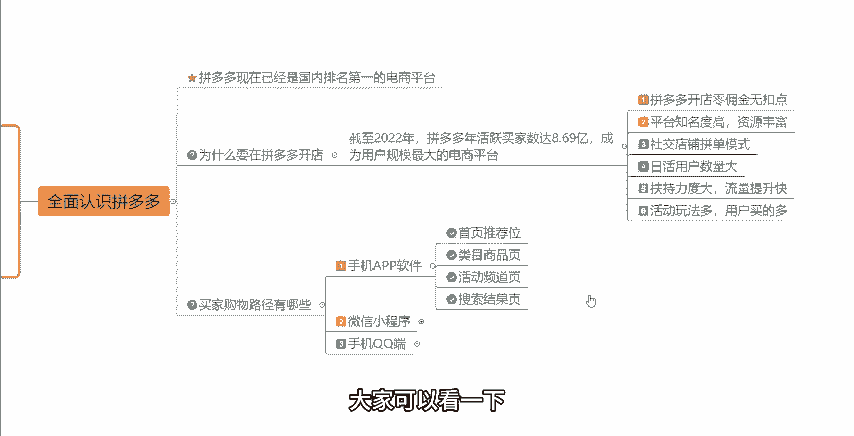 全面认识拼多多
拼多多现在已经是国内排名第一的电商平台
为什么要在拼多多开店
截至2022年，拼多多年活跃买家数达8.69亿，成
为用户规模最大的电商平台
1拼多多开店零佣金无扣点
2平台知名度高，资源丰富
3社交店铺拼单模式
4日活用户数量大
5扶持力度大，流量提升快
6活动玩法多，用户买的多
买家购物路径有哪些
1手机APP软件
首页推荐位
类目商品页
活动频道页
搜索结果页
2微信小程序
3手机QQ端
大家可以看一下